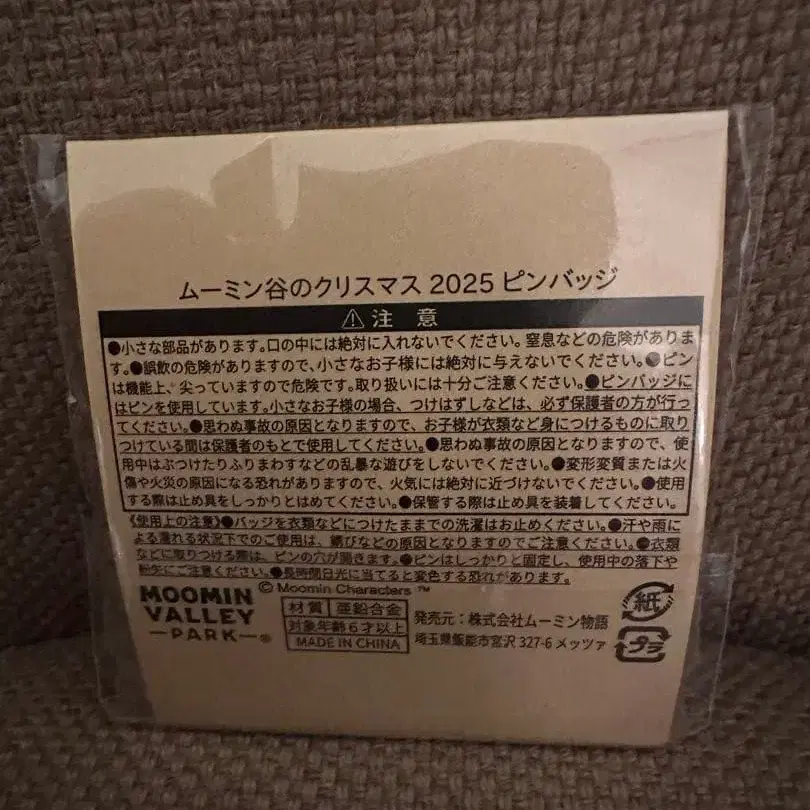 ムーミン谷のクリスマス 2025 ピンバッジ
⚠注 意
●小さな部品があります。口の中には絶対に入れないでください。窒息などの危険がありま
す。●誤飲の危険がありますので、小さなお子様には絶対に与えないでください。●ピン
は機能上、尖っていますので危険です。取り扱いには十分ご注意ください。●ピンバッジに
はピンを使用しています。小さなお子様の場合、つけはずしなどは、必ず保護者の方が行っ
てください。●思わぬ事故の原因となりますので、お子様が衣類など身につけるものに取り
つけている間は保護者のもとで使用してください。●思わぬ事故の原因となりますので、使
用中はぶつけたりふりまわすなどの乱暴な遊びをしないでください。●変形変質または火
傷や火災の原因になる恐れがありますので、火気には絶対に近づけないでください。●使用
する際は止め具をしっかりとはめてください。●保管する際は止め具を装着してください。
《使用上の注意》●バッジを衣類などにつけたままでの洗濯はお止めください。●汗や雨に
よる濡れる状況下でのご使用は、錆びなどの原因となりますのでご注意ください。●衣類
などに取りつける際は、ピンの穴が開きます。●ピンはしっかりと固定し、使用中の落下や
紛失にご注意ください。●長時間日光に当てると変色する恐れがあります。
© Moomin Characters ™
MOOMIN
VALLEY
PARK ®
材質 亜鉛合金
対象年齢6才以上
MADE IN CHINA
発売元：株式会社ムーミン物語
埼玉県飯能市宮沢 327-6 メッツァ
紙
プラ